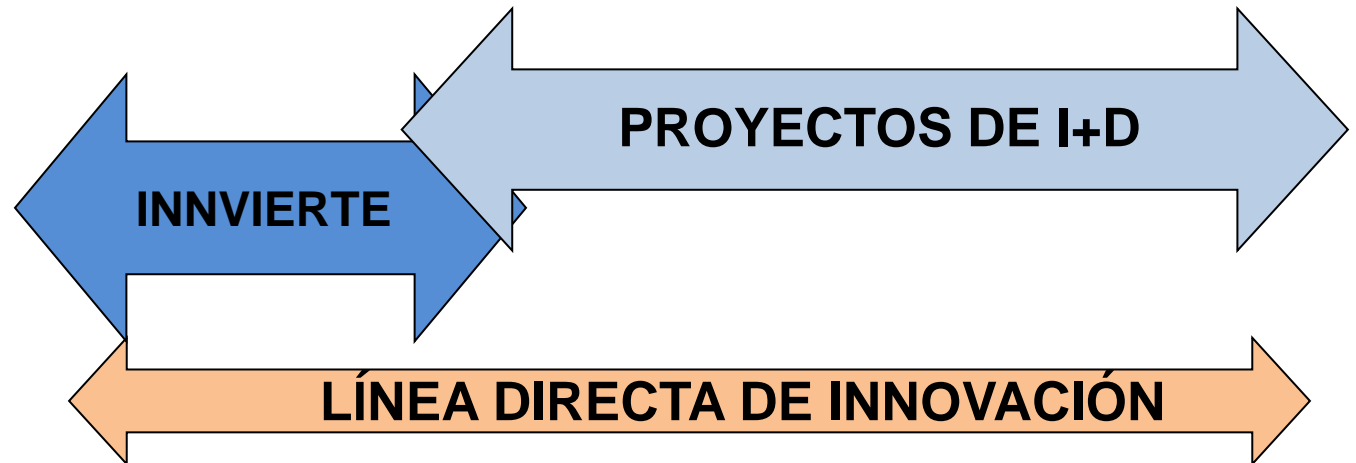 PROYECTOS DE I+D
INNVIERTE
LÍNEA DIRECTA DE INNOVACIÓN